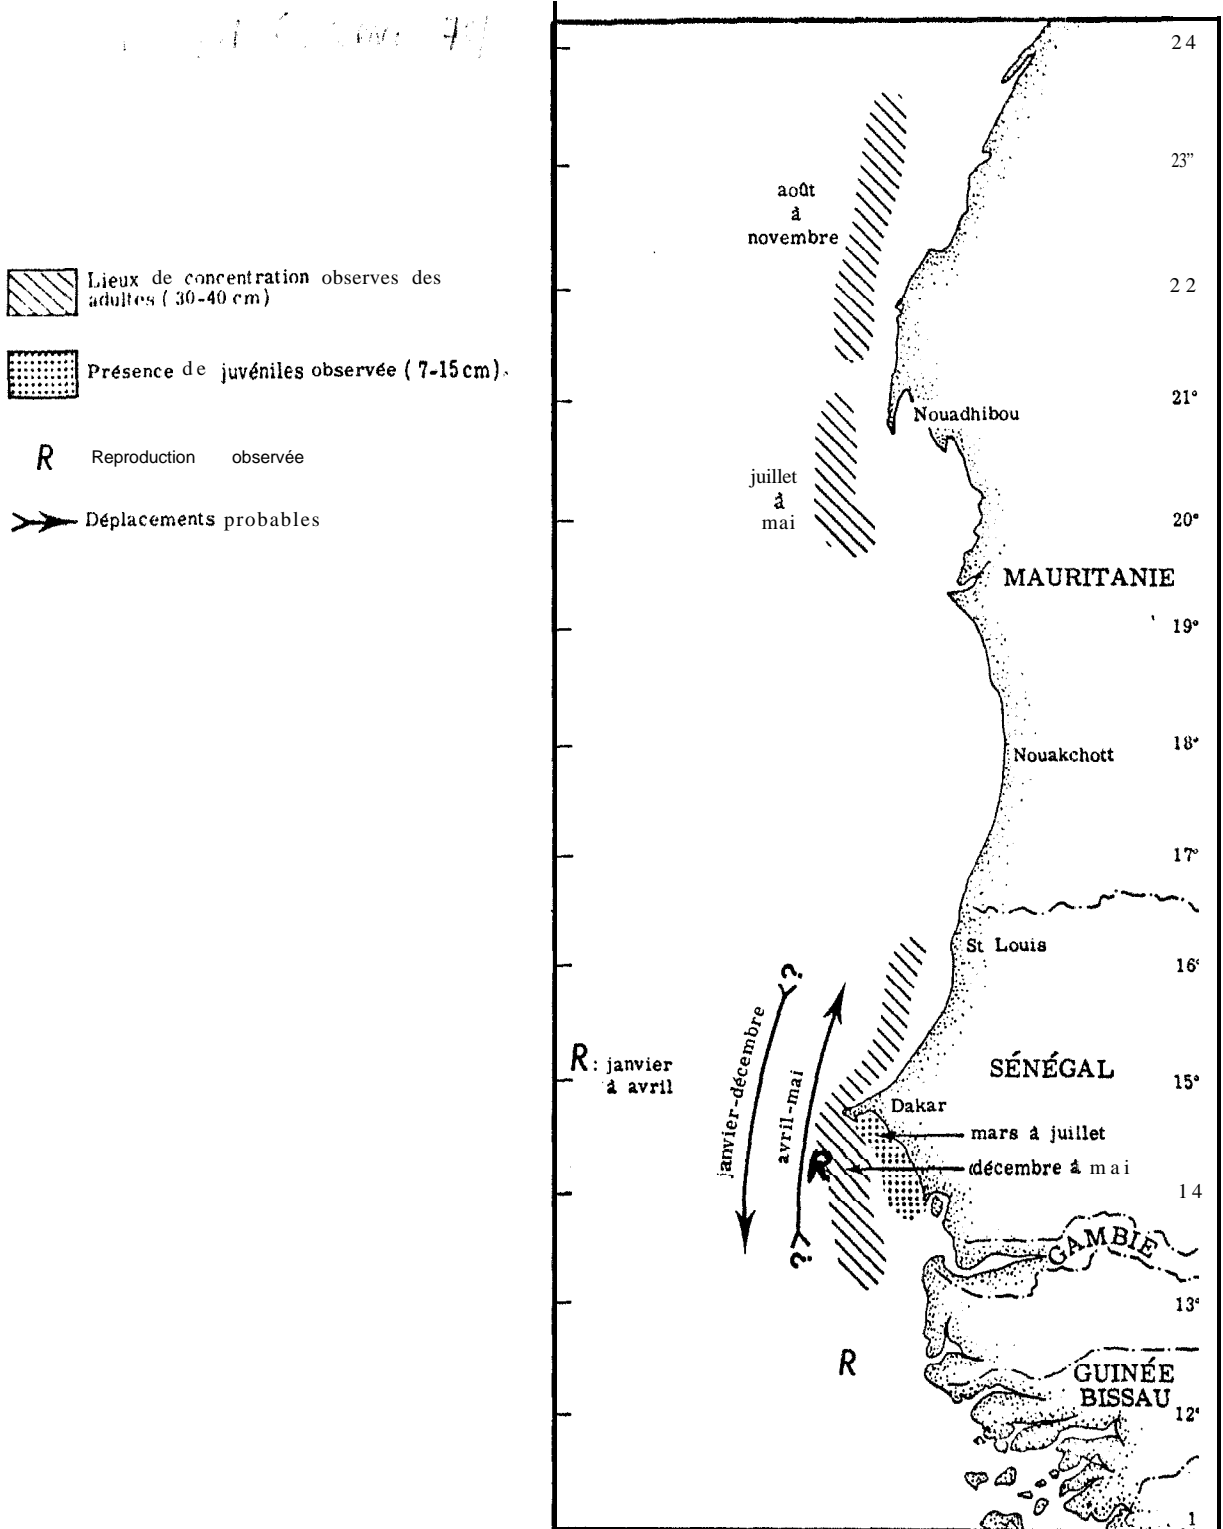 Lieux de concentration observes des
adultes ( 30-40 cm)
Présence de juvéniles observée ( 7-15 cm).
R Reproduction observée
Déplacements probables
24
23"
22
21°
20°
19°
18°
17°
16°
15°
14
13°
12°
1
août
à
novembre
juillet
à
mai
Nouadhibou
MAURITANIE
Nouakchott
St Louis
SÉNÉGAL
Dakar
mars à juillet
décembre à mai
GAMBIE
GUINÉE
BISSAU
R : janvier
à avril
?
janvier-décembre
avril-mai
??
R
R